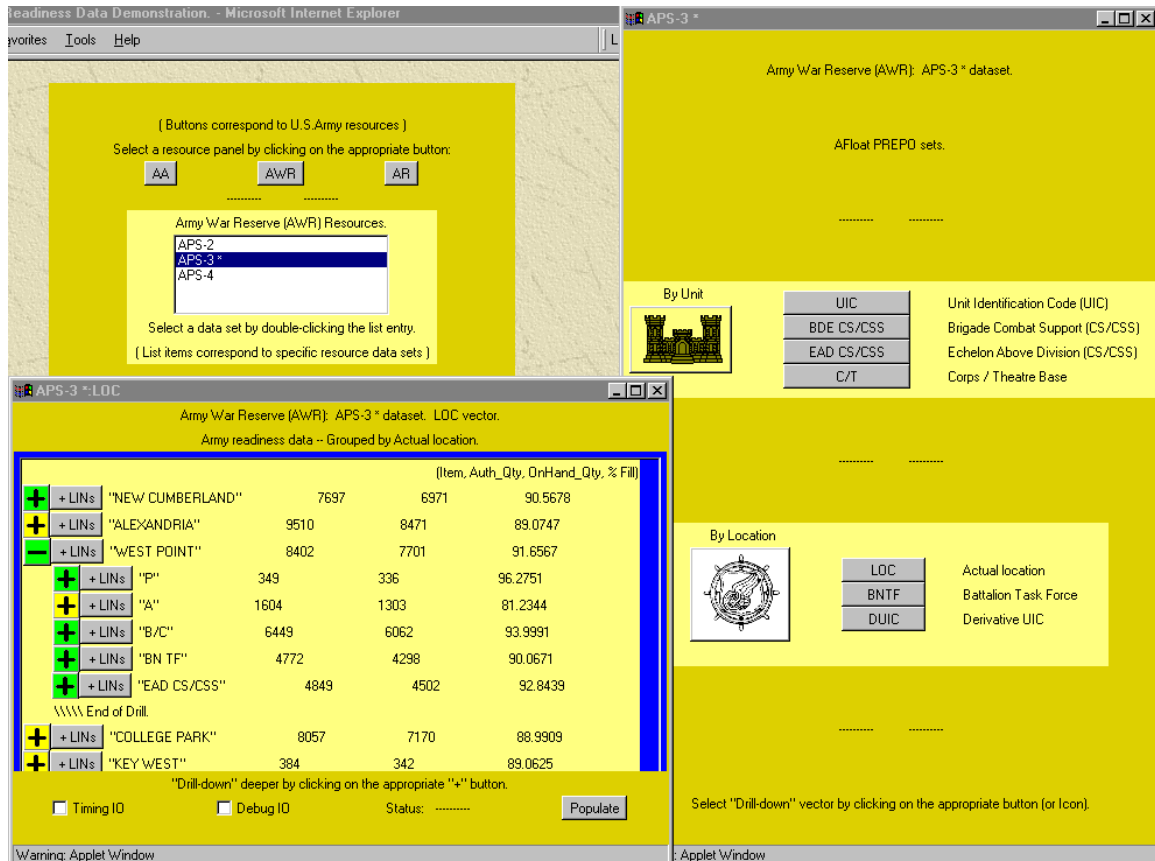 Readiness Data Demonstration. - Microsoft Internet Explorer
avorites Tools Help
L
( Buttons correspond to U.S.Army resources )
Select a resource panel by clicking on the appropriate button:
AA AWR AR
---------- ----------
Army War Reserve (AWR) Resources.
APS-2
APS-3 *
APS-4
Select a data set by double-clicking the list entry.
( List items correspond to specific resource data sets )
APS-3 *
Army War Reserve (AWR): APS-3 * dataset.
AFloat PREPO sets.
---------- ----------
By Unit
UIC Unit Identification Code (UIC)
BDE CS/CSS Brigade Combat Support (CS/CSS)
EAD CS/CSS Echelon Above Division (CS/CSS)
C/T Corps / Theatre Base
---------- ----------
By Location
LOC Actual location
BNTF Battalion Task Force
DUIC Derivative UIC
---------- ----------
Select "Drill-down" vector by clicking on the appropriate button (or Icon).
: Applet Window
APS-3 *:LOC
Army War Reserve (AWR): APS-3 * dataset. LOC vector.
Army readiness data -- Grouped by Actual location.
(Item, Auth_Qty, OnHand_Qty, % Fill)
+ + LINs "NEW CUMBERLAND" 7697 6971 90.5678
+ + LINs "ALEXANDRIA" 9510 8471 89.0747
- + LINs "WEST POINT" 8402 7701 91.6567
+ + LINs "P" 349 336 96.2751
+ + LINs "A" 1604 1303 81.2344
+ + LINs "B/C" 6449 6062 93.9991
+ + LINs "BN TF" 4772 4298 90.0671
+ + LINs "EAD CS/CSS" 4849 4502 92.8439
\\\\\ End of Drill.
+ + LINs "COLLEGE PARK" 8057 7170 88.9909
+ + LINs "KEY WEST" 384 342 89.0625
"Drill-down" deeper by clicking on the appropriate "+" button.
Timing IO Debug IO Status: ---------- Populate
Warning: Applet Window